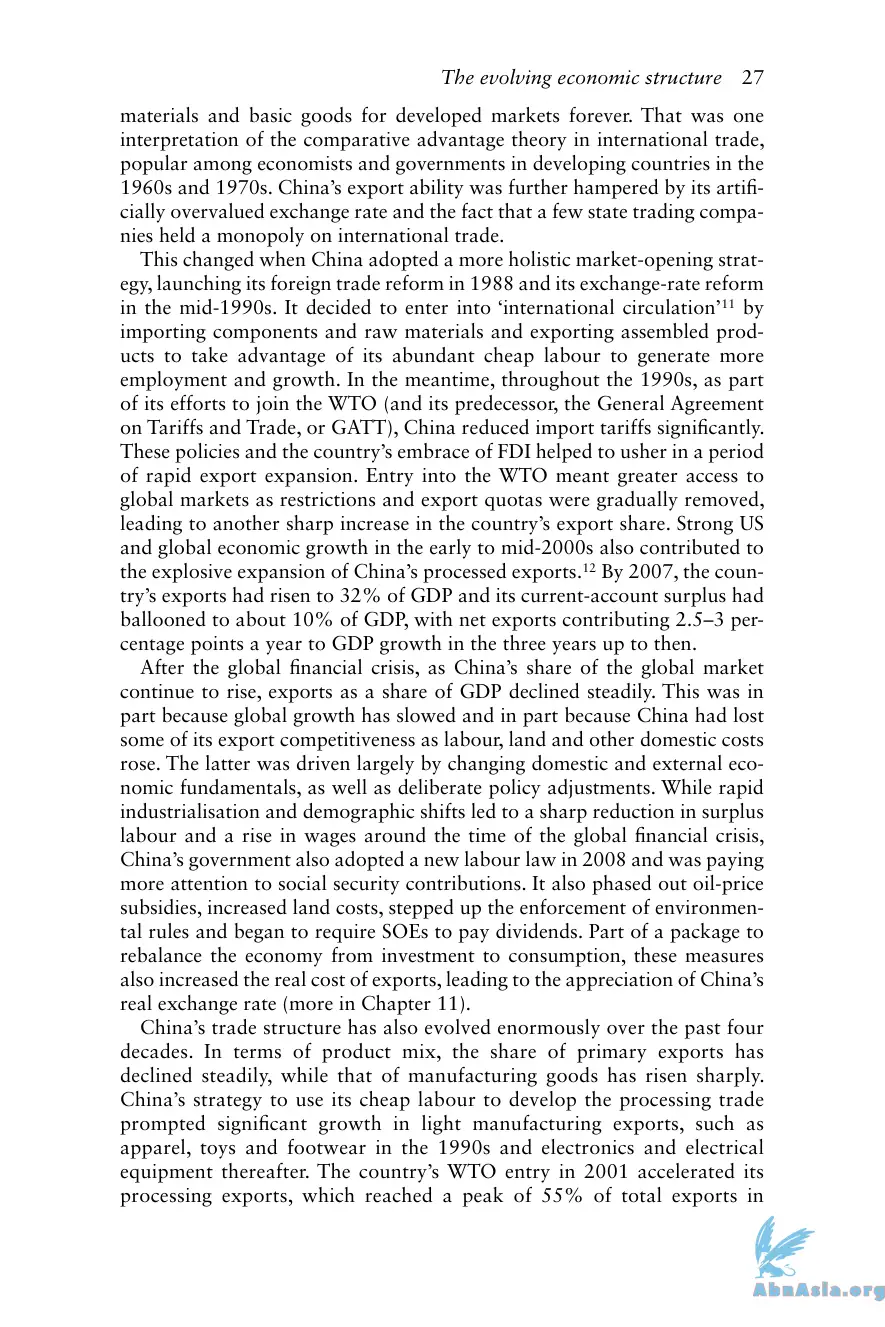 The evolving economic structure 27
materials and basic goods for developed markets forever. That was one
interpretation of the comparative advantage theory in international trade,
popular among economists and governments in developing countries in the
1960s and 1970s. China’s export ability was further hampered by its artifi-
cially overvalued exchange rate and the fact that a few state trading compa-
nies held a monopoly on international trade.
This changed when China adopted a more holistic market-opening strat-
egy, launching its foreign trade reform in 1988 and its exchange-rate reform
in the mid-1990s. It decided to enter into ‘international circulation’¹¹ by
importing components and raw materials and exporting assembled prod-
ucts to take advantage of its abundant cheap labour to generate more
employment and growth. In the meantime, throughout the 1990s, as part
of its efforts to join the WTO (and its predecessor, the General Agreement
on Tariffs and Trade, or GATT), China reduced import tariffs significantly.
These policies and the country’s embrace of FDI helped to usher in a period
of rapid export expansion. Entry into the WTO meant greater access to
global markets as restrictions and export quotas were gradually removed,
leading to another sharp increase in the country’s export share. Strong US
and global economic growth in the early to mid-2000s also contributed to
the explosive expansion of China’s processed exports.¹² By 2007, the coun-
try’s exports had risen to 32% of GDP and its current-account surplus had
ballooned to about 10% of GDP, with net exports contributing 2.5–3 per-
centage points a year to GDP growth in the three years up to then.
After the global financial crisis, as China’s share of the global market
continue to rise, exports as a share of GDP declined steadily. This was in
part because global growth has slowed and in part because China had lost
some of its export competitiveness as labour, land and other domestic costs
rose. The latter was driven largely by changing domestic and external eco-
nomic fundamentals, as well as deliberate policy adjustments. While rapid
industrialisation and demographic shifts led to a sharp reduction in surplus
labour and a rise in wages around the time of the global financial crisis,
China’s government also adopted a new labour law in 2008 and was paying
more attention to social security contributions. It also phased out oil-price
subsidies, increased land costs, stepped up the enforcement of environmen-
tal rules and began to require SOEs to pay dividends. Part of a package to
rebalance the economy from investment to consumption, these measures
also increased the real cost of exports, leading to the appreciation of China’s
real exchange rate (more in Chapter 11).
China’s trade structure has also evolved enormously over the past four
decades. In terms of product mix, the share of primary exports has
declined steadily, while that of manufacturing goods has risen sharply.
China’s strategy to use its cheap labour to develop the processing trade
prompted significant growth in light manufacturing exports, such as
apparel, toys and footwear in the 1990s and electronics and electrical
equipment thereafter. The country’s WTO entry in 2001 accelerated its
processing exports, which reached a peak of 55% of total exports in
AbnAsia.org